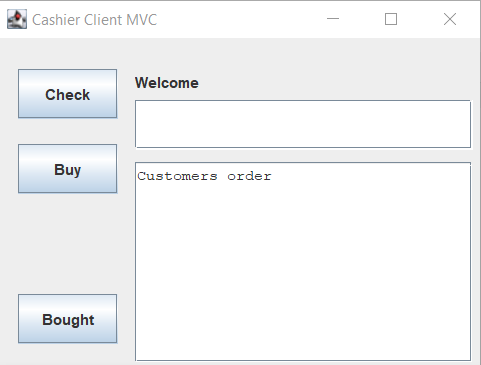 Cashier Client MVC
Check
Welcome
Buy
Customers order
Bought